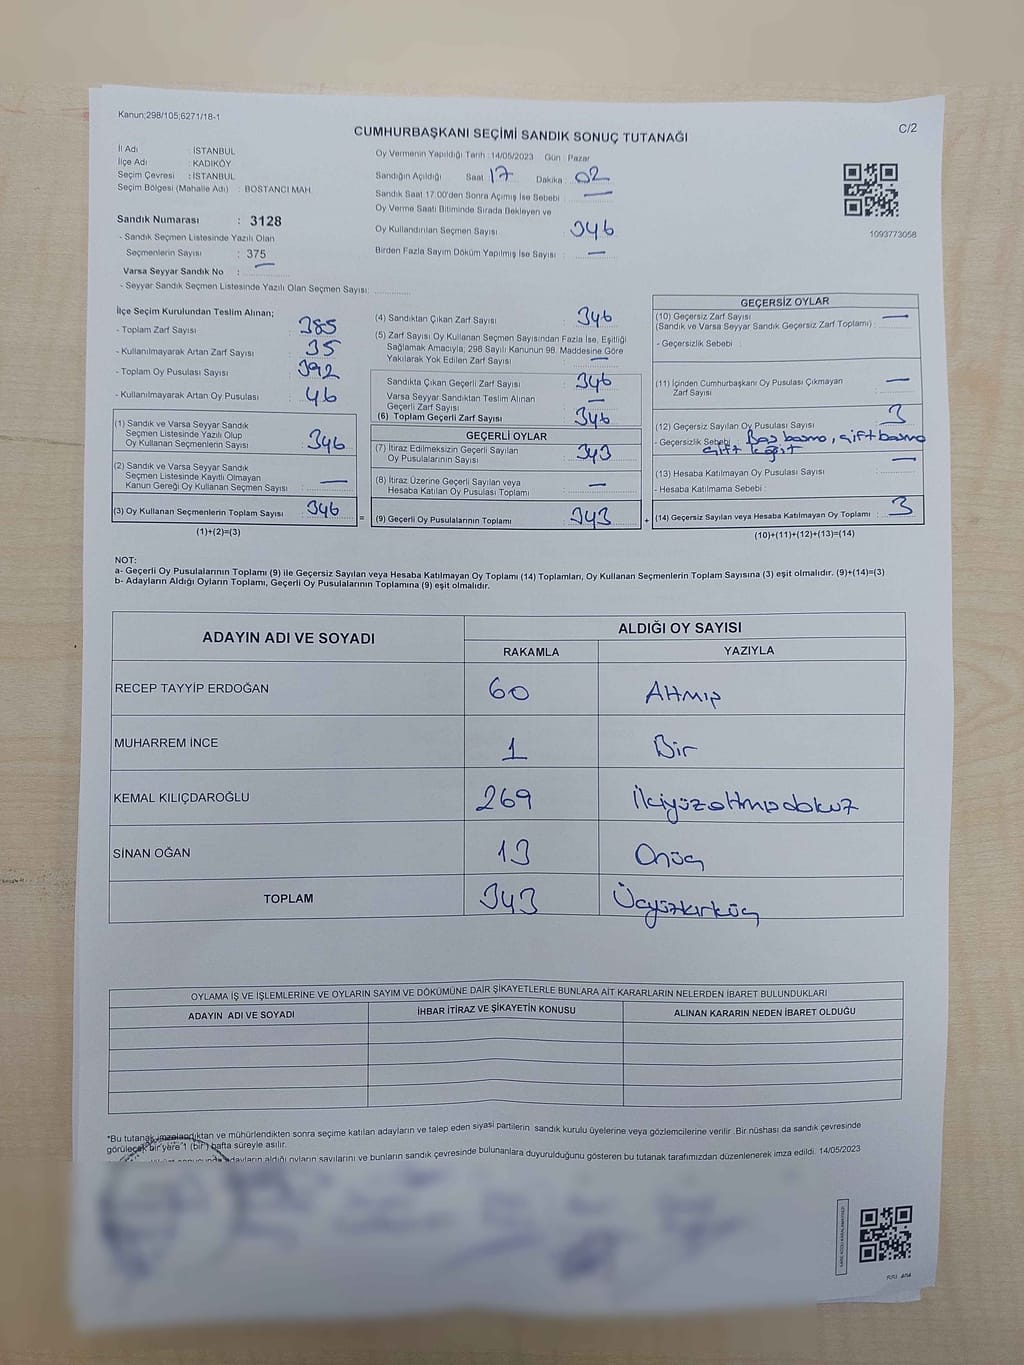 Kanun;298/105;6271/18-1
C/2
CUMHURBAŞKANI SEÇİMİ SANDIK SONUÇ TUTANAĞI
İl Adı : İSTANBUL
İlçe Adı : KADIKÖY
Seçim Çevresi : İSTANBUL
Seçim Bölgesi (Mahalle Adı) : BOSTANCI MAH.
Sandık Numarası : 3128
- Sandık Seçmen Listesinde Yazılı Olan
Seçmenlerin Sayısı : 375
Varsa Seyyar Sandık No : —
- Seyyar Sandık Seçmen Listesinde Yazılı Olan Seçmen Sayısı:
Oy Vermenin Yapıldığı Tarih : 14/05/2023 Gün : Pazar
Sandığın Açıldığı Saat 17 Dakika 02
Sandık Saat 17:00'den Sonra Açımış İse Sebebi : —
Oy Verme Saati Bitiminde Sırada Bekleyen ve
Oy Kullandırılan Seçmen Sayısı : 346
Birden Fazla Sayım Döküm Yapılmış İse Sayısı : —
1093773058
İlçe Seçim Kurulundan Teslim Alınan;
- Toplam Zarf Sayısı : 385
- Kullanılmayarak Artan Zarf Sayısı : 35
- Toplam Oy Pusulası Sayısı : 392
- Kullanılmayarak Artan Oy Pusulası : 46
(1) Sandık ve Varsa Seyyar Sandık
Seçmen Listesinde Yazılı Olup
Oy Kullanan Seçmenlerin Sayısı : 346
(2) Sandık ve Varsa Seyyar Sandık
Seçmen Listesinde Kayıtlı Olmayan
Kanun Gereği Oy Kullanan Seçmen Sayısı : —
(3) Oy Kullanan Seçmenlerin Toplam Sayısı : 346
(1)+(2)=(3)
=
(4) Sandıktan Çıkan Zarf Sayısı : 346
(5) Zarf Sayısı Oy Kullanan Seçmen Sayısından Fazla İse, Eşitliği
Sağlamak Amacıyla; 298 Sayılı Kanunun 98. Maddesine Göre
Yakılarak Yok Edilen Zarf Sayısı : —
Sandıkta Çıkan Geçerli Zarf Sayısı : 346
Varsa Seyyar Sandıktan Teslim Alınan
Geçerli Zarf Sayısı : —
(6) Toplam Geçerli Zarf Sayısı : 346
GEÇERLİ OYLAR
(7) İtiraz Edilmeksizin Geçerli Sayılan
Oy Pusulalarının Sayısı : 343
(8) İtiraz Üzerine Geçerli Sayılan veya
Hesaba Katılan Oy Pusulası Toplamı : —
(9) Geçerli Oy Pusulalarının Toplamı : 343
+
GEÇERSİZ OYLAR
(10) Geçersiz Zarf Sayısı
(Sandık ve Varsa Seyyar Sandık Geçersiz Zarf Toplamı) : —
- Geçersizlik Sebebi :
(11) İçinden Cumhurbaşkanı Oy Pusulası Çıkmayan
Zarf Sayısı : —
(12) Geçersiz Sayılan Oy Pusulası Sayısı : 3
- Geçersizlik Sebebi : Boş basma, çift basma
çift kağıt
(13) Hesaba Katılmayan Oy Pusulası Sayısı : —
- Hesaba Katılmama Sebebi :
(14) Geçersiz Sayılan veya Hesaba Katılmayan Oy Toplamı : 3
(10)+(11)+(12)+(13)=(14)
NOT:
a- Geçerli Oy Pusulalarının Toplamı (9) ile Geçersiz Sayılan veya Hesaba Katılmayan Oy Toplamı (14) Toplamları, Oy Kullanan Seçmenlerin Toplam Sayısına (3) eşit olmalıdır. (9)+(14)=(3)
b- Adayların Aldığı Oyların Toplamı, Geçerli Oy Pusulalarının Toplamına (9) eşit olmalıdır.
ADAYIN ADI VE SOYADI
ALDIĞI OY SAYISI
RAKAMLA YAZIYLA
RECEP TAYYİP ERDOĞAN 60 Altmış
MUHARREM İNCE 1 Bir
KEMAL KILIÇDAROĞLU 269 İkiyüzaltmışdokuz
SİNAN OĞAN 13 Onüç
TOPLAM 343 Üçyüzkırküç
OYLAMA İŞ VE İŞLEMLERİNE VE OYLARIN SAYIM VE DÖKÜMÜNE DAİR ŞİKAYETLERLE BUNLARA AİT KARARLARIN NELERDEN İBARET BULUNDUKLARI
ADAYIN ADI VE SOYADI İHBAR İTİRAZ VE ŞİKAYETİN KONUSU ALINAN KARARIN NEDEN İBARET OLDUĞU
*Bu tutanak imzalandıktan ve mühürlendikten sonra seçime katılan adayların ve talep eden siyasi partilerin sandık kurulu üyelerine veya gözlemcilerine verilir .Bir nüshası da sandık çevresinde
görülecek bir yere 1 (bir) hafta süreyle asılır.
adayların aldığı oyların sayılarını ve bunların sandık çevresinde bulunanlara duyurulduğunu gösteren bu tutanak tarafımızdan düzenlenerek imza edildi. 14/05/2023